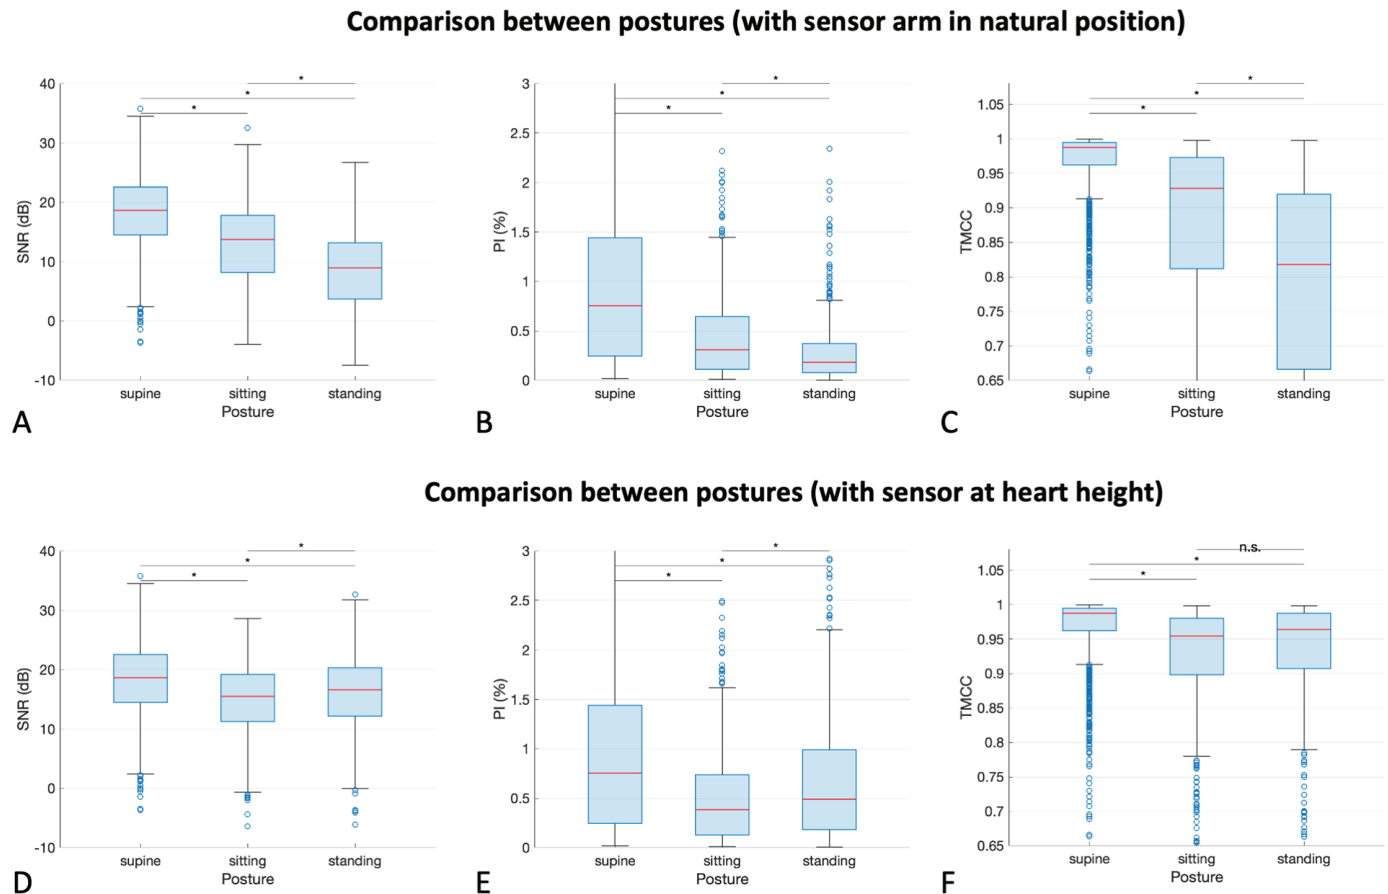 Comparison between postures (with sensor arm in natural position)
40
30
20
10
0
-10
SNR (dB)
*
*
*
supine
sitting
standing
Posture
A
3
2.5
2
1.5
1
0.5
0
PI (%)
*
*
*
supine
sitting
standing
Posture
B
1.05
1
0.95
0.9
0.85
0.8
0.75
0.7
0.65
TMCC
*
*
*
supine
sitting
standing
Posture
C
Comparison between postures (with sensor at heart height)
40
30
20
10
0
-10
SNR (dB)
*
*
*
supine
sitting
standing
Posture
D
3
2.5
2
1.5
1
0.5
0
PI (%)
*
*
*
supine
sitting
standing
Posture
E
1.05
1
0.95
0.9
0.85
0.8
0.75
0.7
0.65
TMCC
n.s.
*
*
supine
sitting
standing
Posture
F